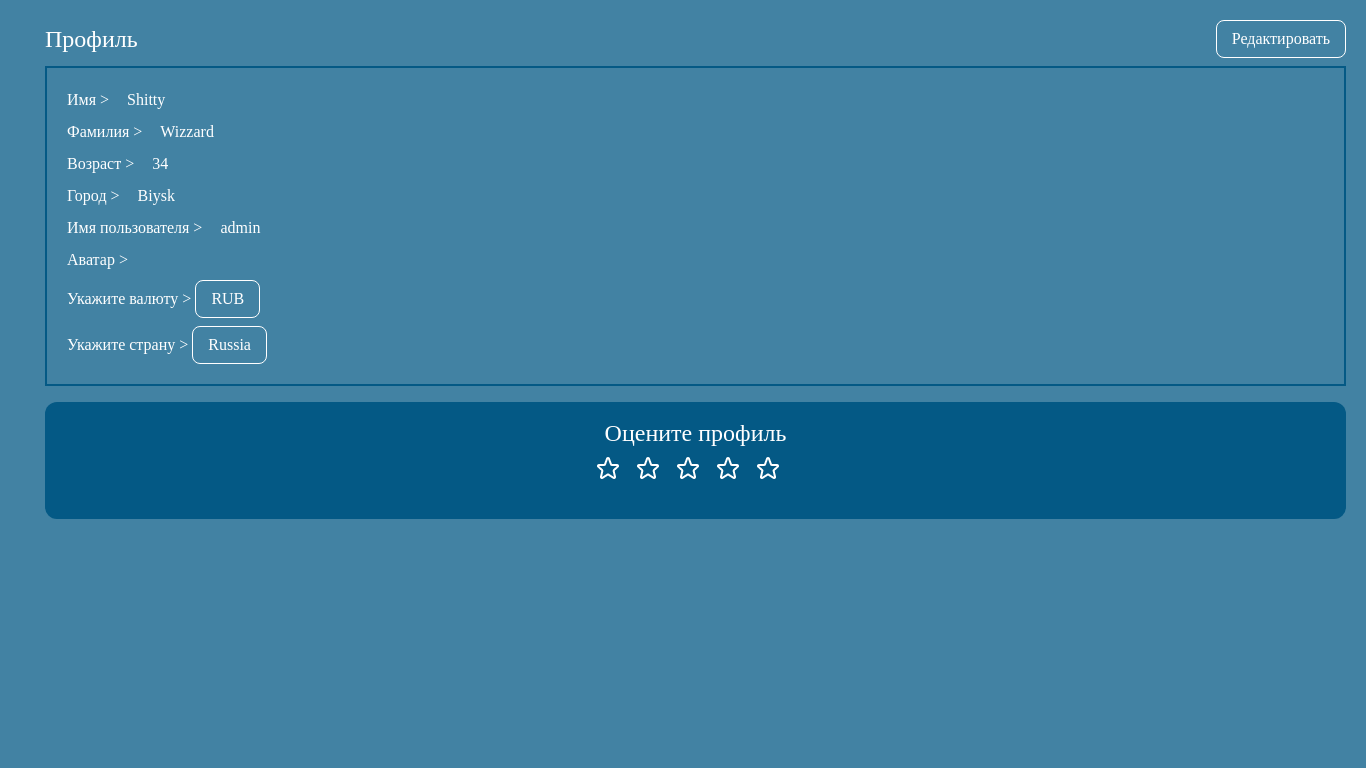 Профиль
Редактировать
Имя > Shitty
Фамилия > Wizzard
Возраст > 34
Город > Biysk
Имя пользователя > admin
Аватар >
Укажите валюту > RUB
Укажите страну > Russia
Оцените профиль